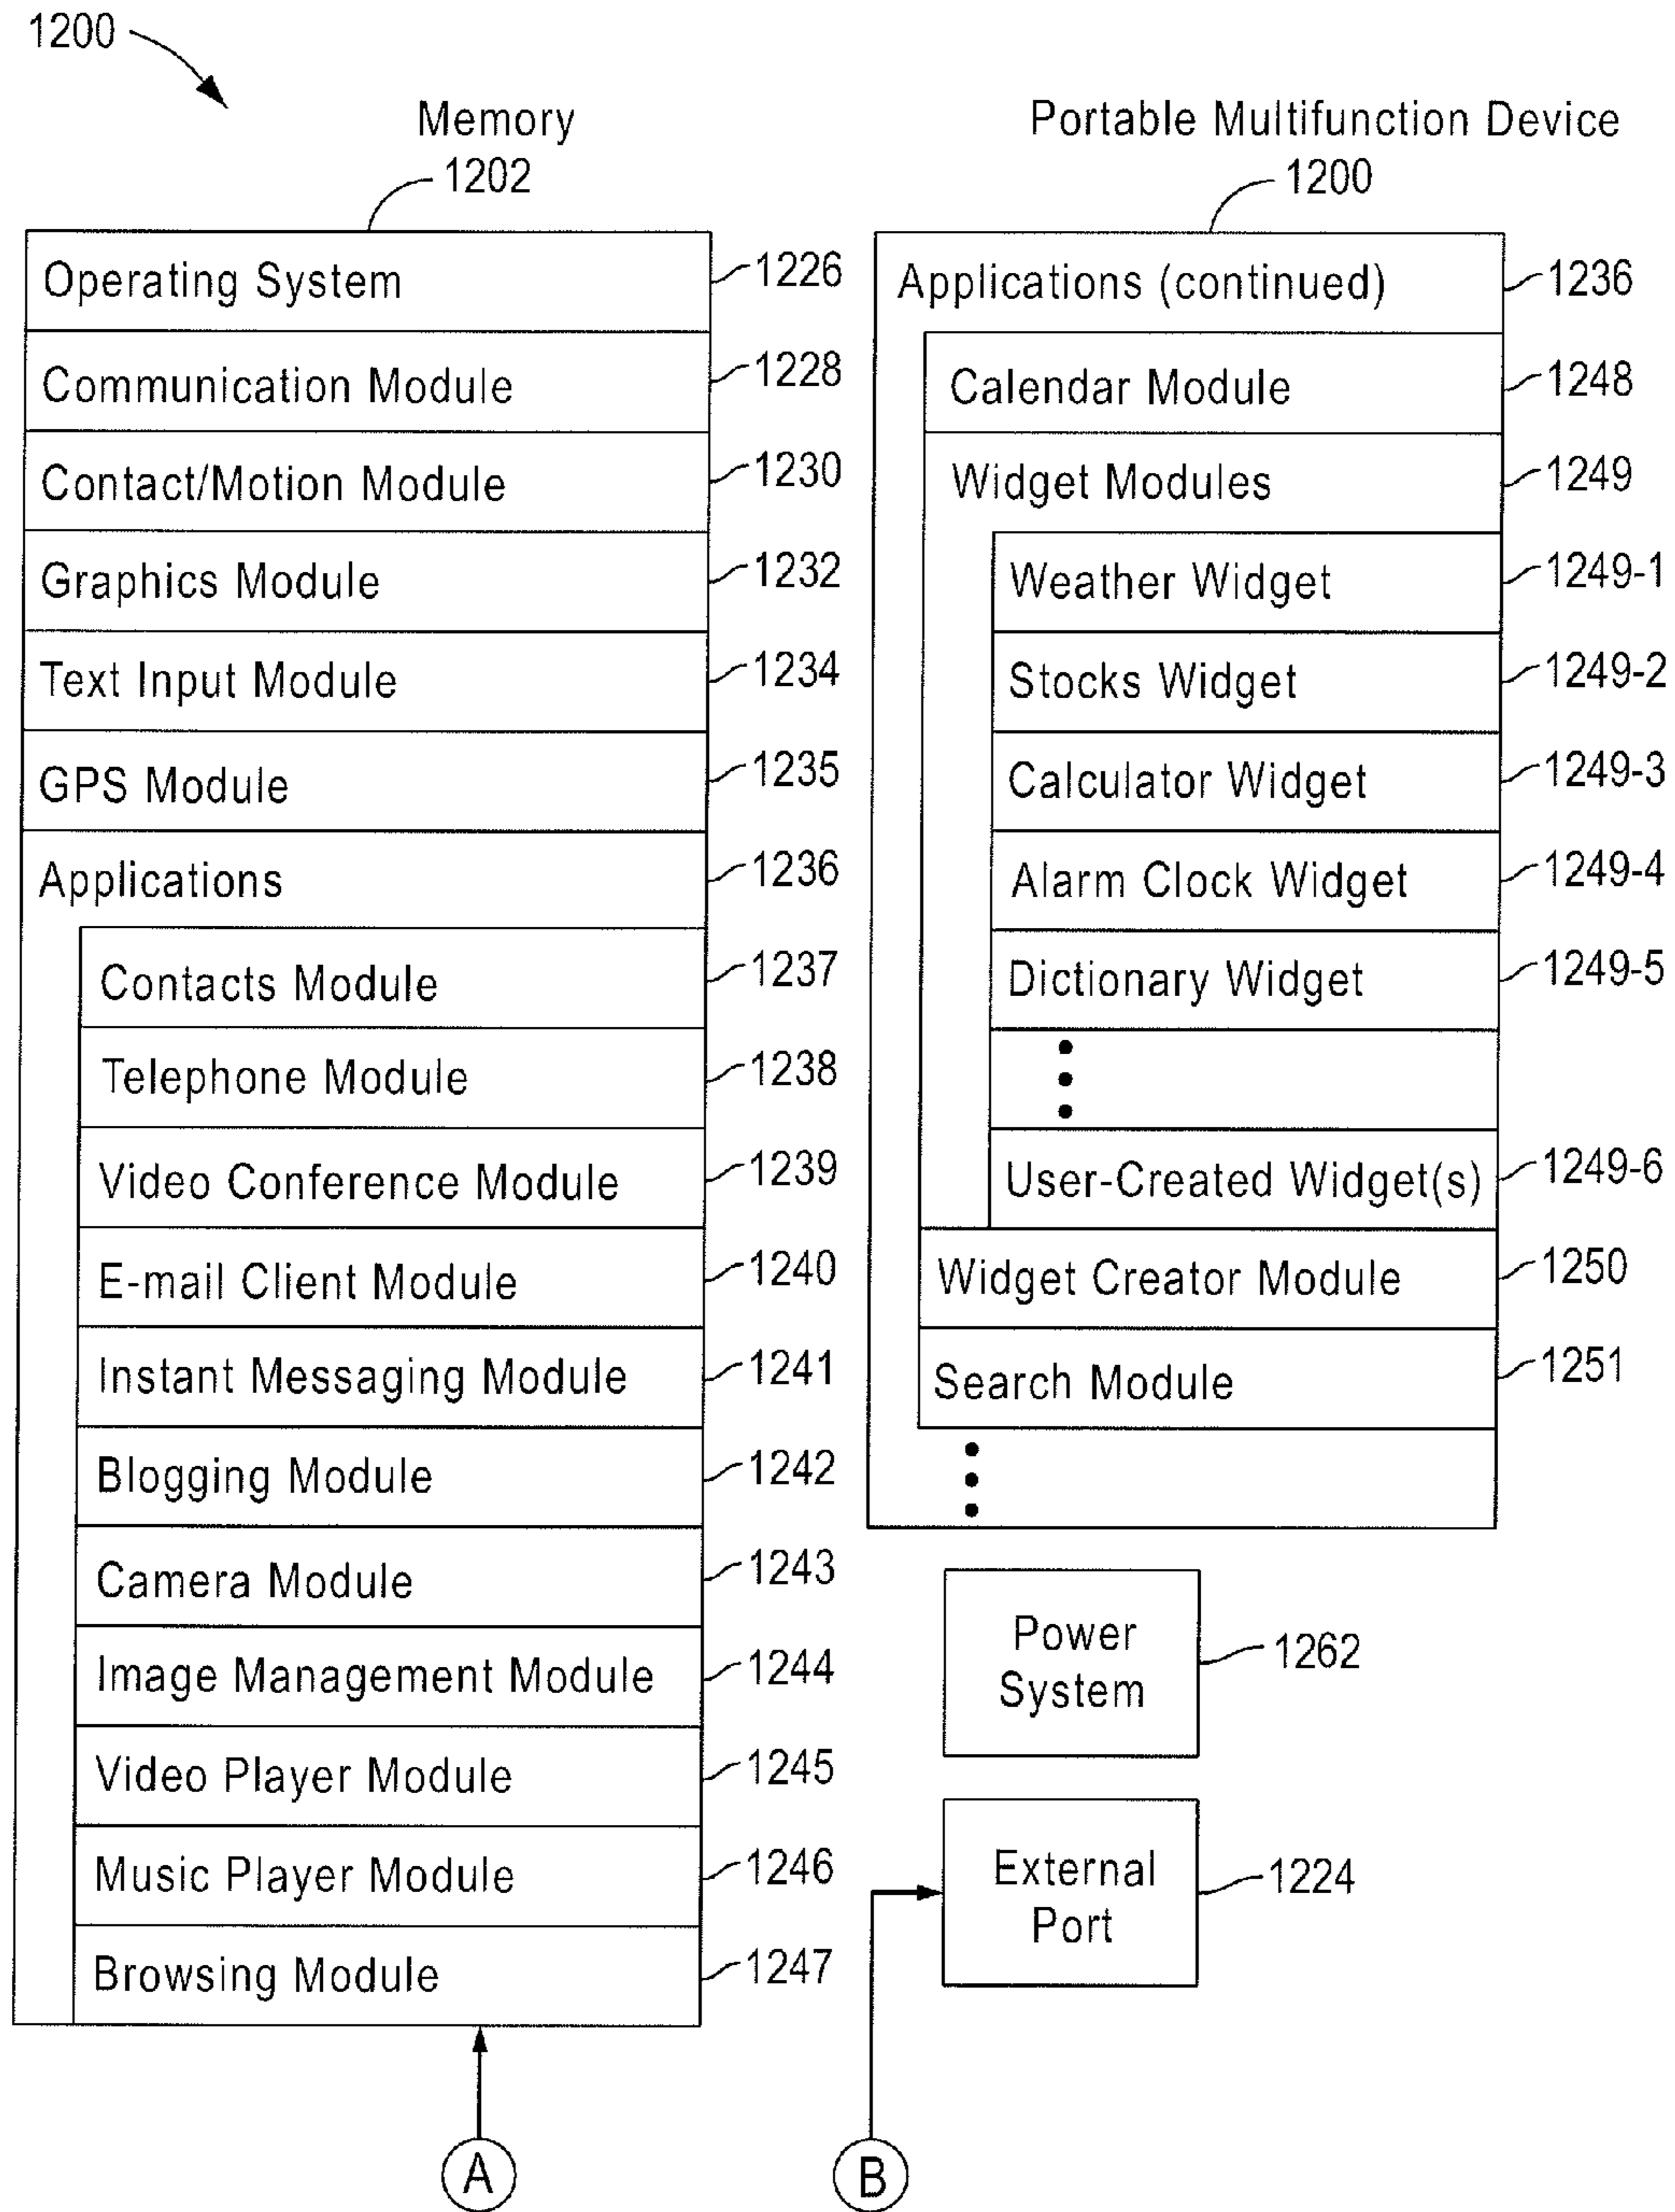 1200
Memory
1202
Operating System 1226
Communication Module 1228
Contact/Motion Module 1230
Graphics Module 1232
Text Input Module 1234
GPS Module 1235
Applications 1236
Contacts Module 1237
Telephone Module 1238
Video Conference Module 1239
E-mail Client Module 1240
Instant Messaging Module 1241
Blogging Module 1242
Camera Module 1243
Image Management Module 1244
Video Player Module 1245
Music Player Module 1246
Browsing Module 1247
A
Portable Multifunction Device
1200
Applications (continued) 1236
Calendar Module 1248
Widget Modules 1249
Weather Widget 1249-1
Stocks Widget 1249-2
Calculator Widget 1249-3
Alarm Clock Widget 1249-4
Dictionary Widget 1249-5
User-Created Widget(s) 1249-6
Widget Creator Module 1250
Search Module 1251
Power
System
1262
External
Port
1224
B